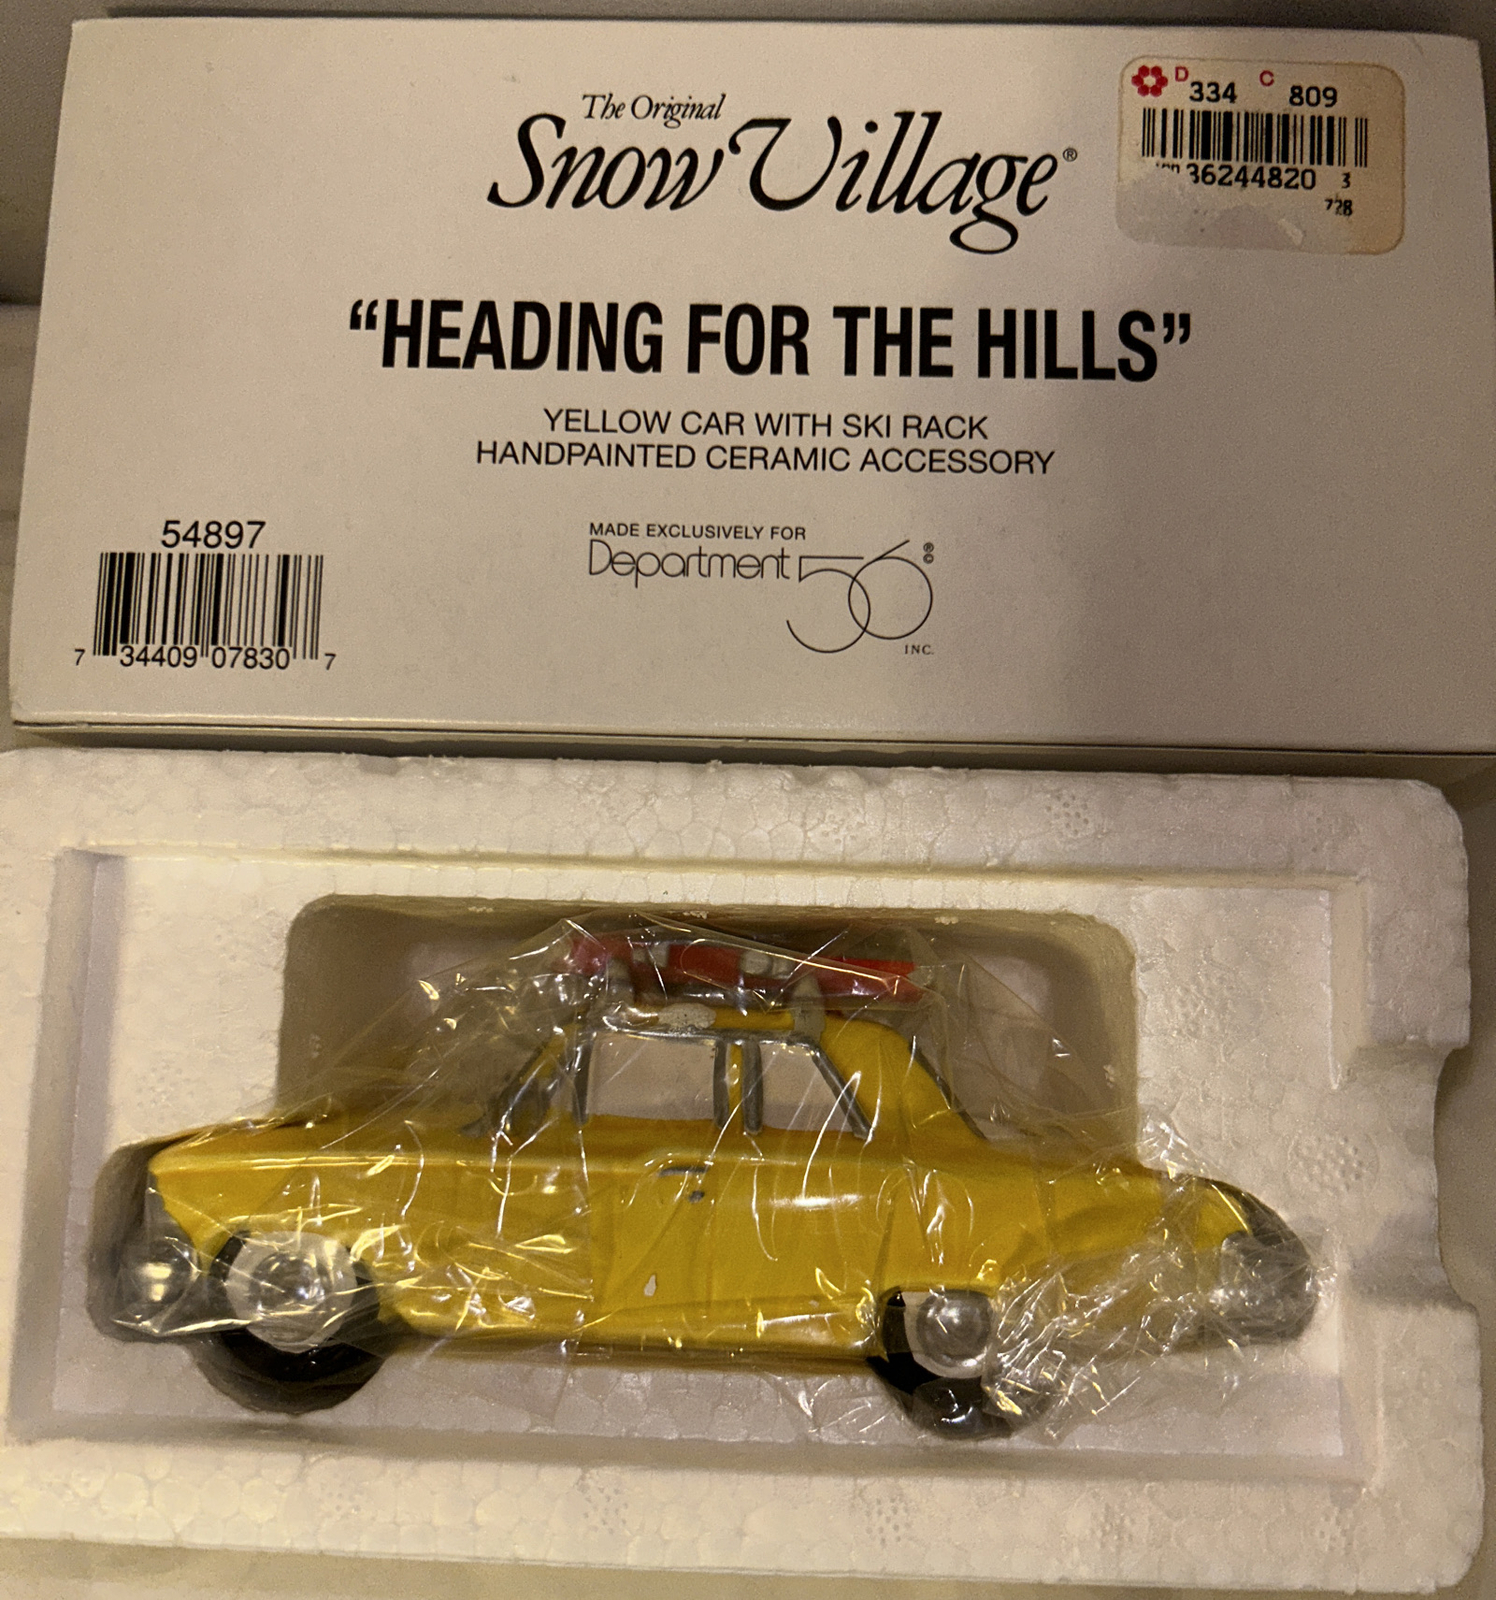 The Original
Snow Village®
D 334 C 809
36244820 3
728
“HEADING FOR THE HILLS”
YELLOW CAR WITH SKI RACK
HANDPAINTED CERAMIC ACCESSORY
54897
7 34409 07830 7
MADE EXCLUSIVELY FOR
Department 56 ®©
INC.